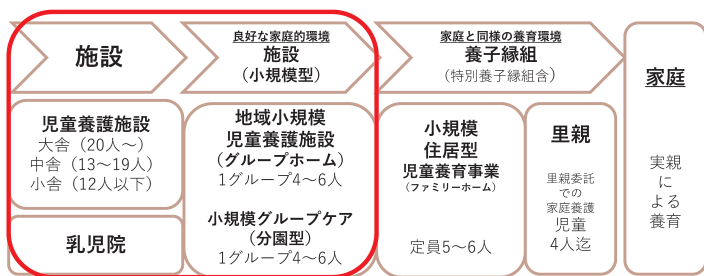 施設
良好な家庭的環境
施設
(小規模型)
家庭と同様の養育環境
養子縁組
(特別養子縁組含)
家庭
実親
に
よる
養育
児童養護施設
大舎（20人～）
中舎（13～19人）
小舎（12人以下）
乳児院
地域小規模
児童養護施設
(グループホーム)
1グループ4～6人
小規模グループケア
(分園型)
1グループ4～6人
小規模
住居型
児童養育事業
(ファミリーホーム)
定員5～6人
里親
里親委託
での
家庭養護
児童
4人迄